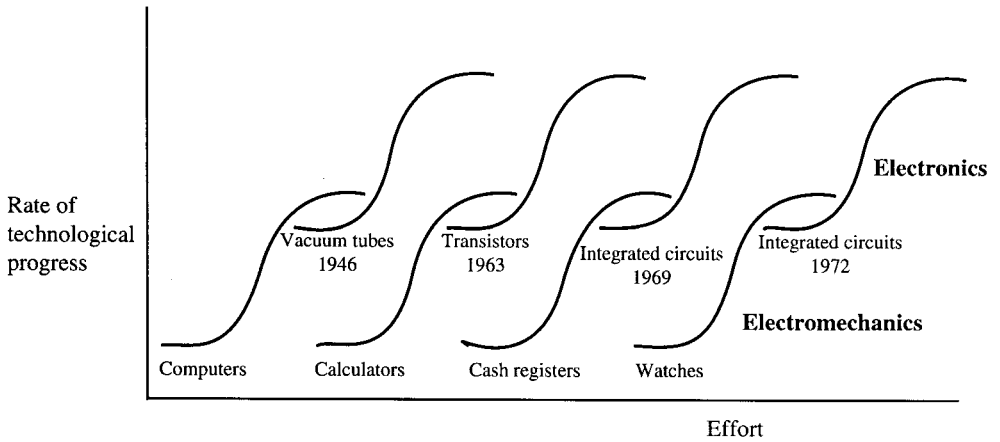 Electronics
Rate of
technological
progress
Vacuum tubes
1946
Transistors
1963
Integrated circuits
1969
Integrated circuits
1972
Electromechanics
Computers
Calculators
Cash registers
Watches
Effort